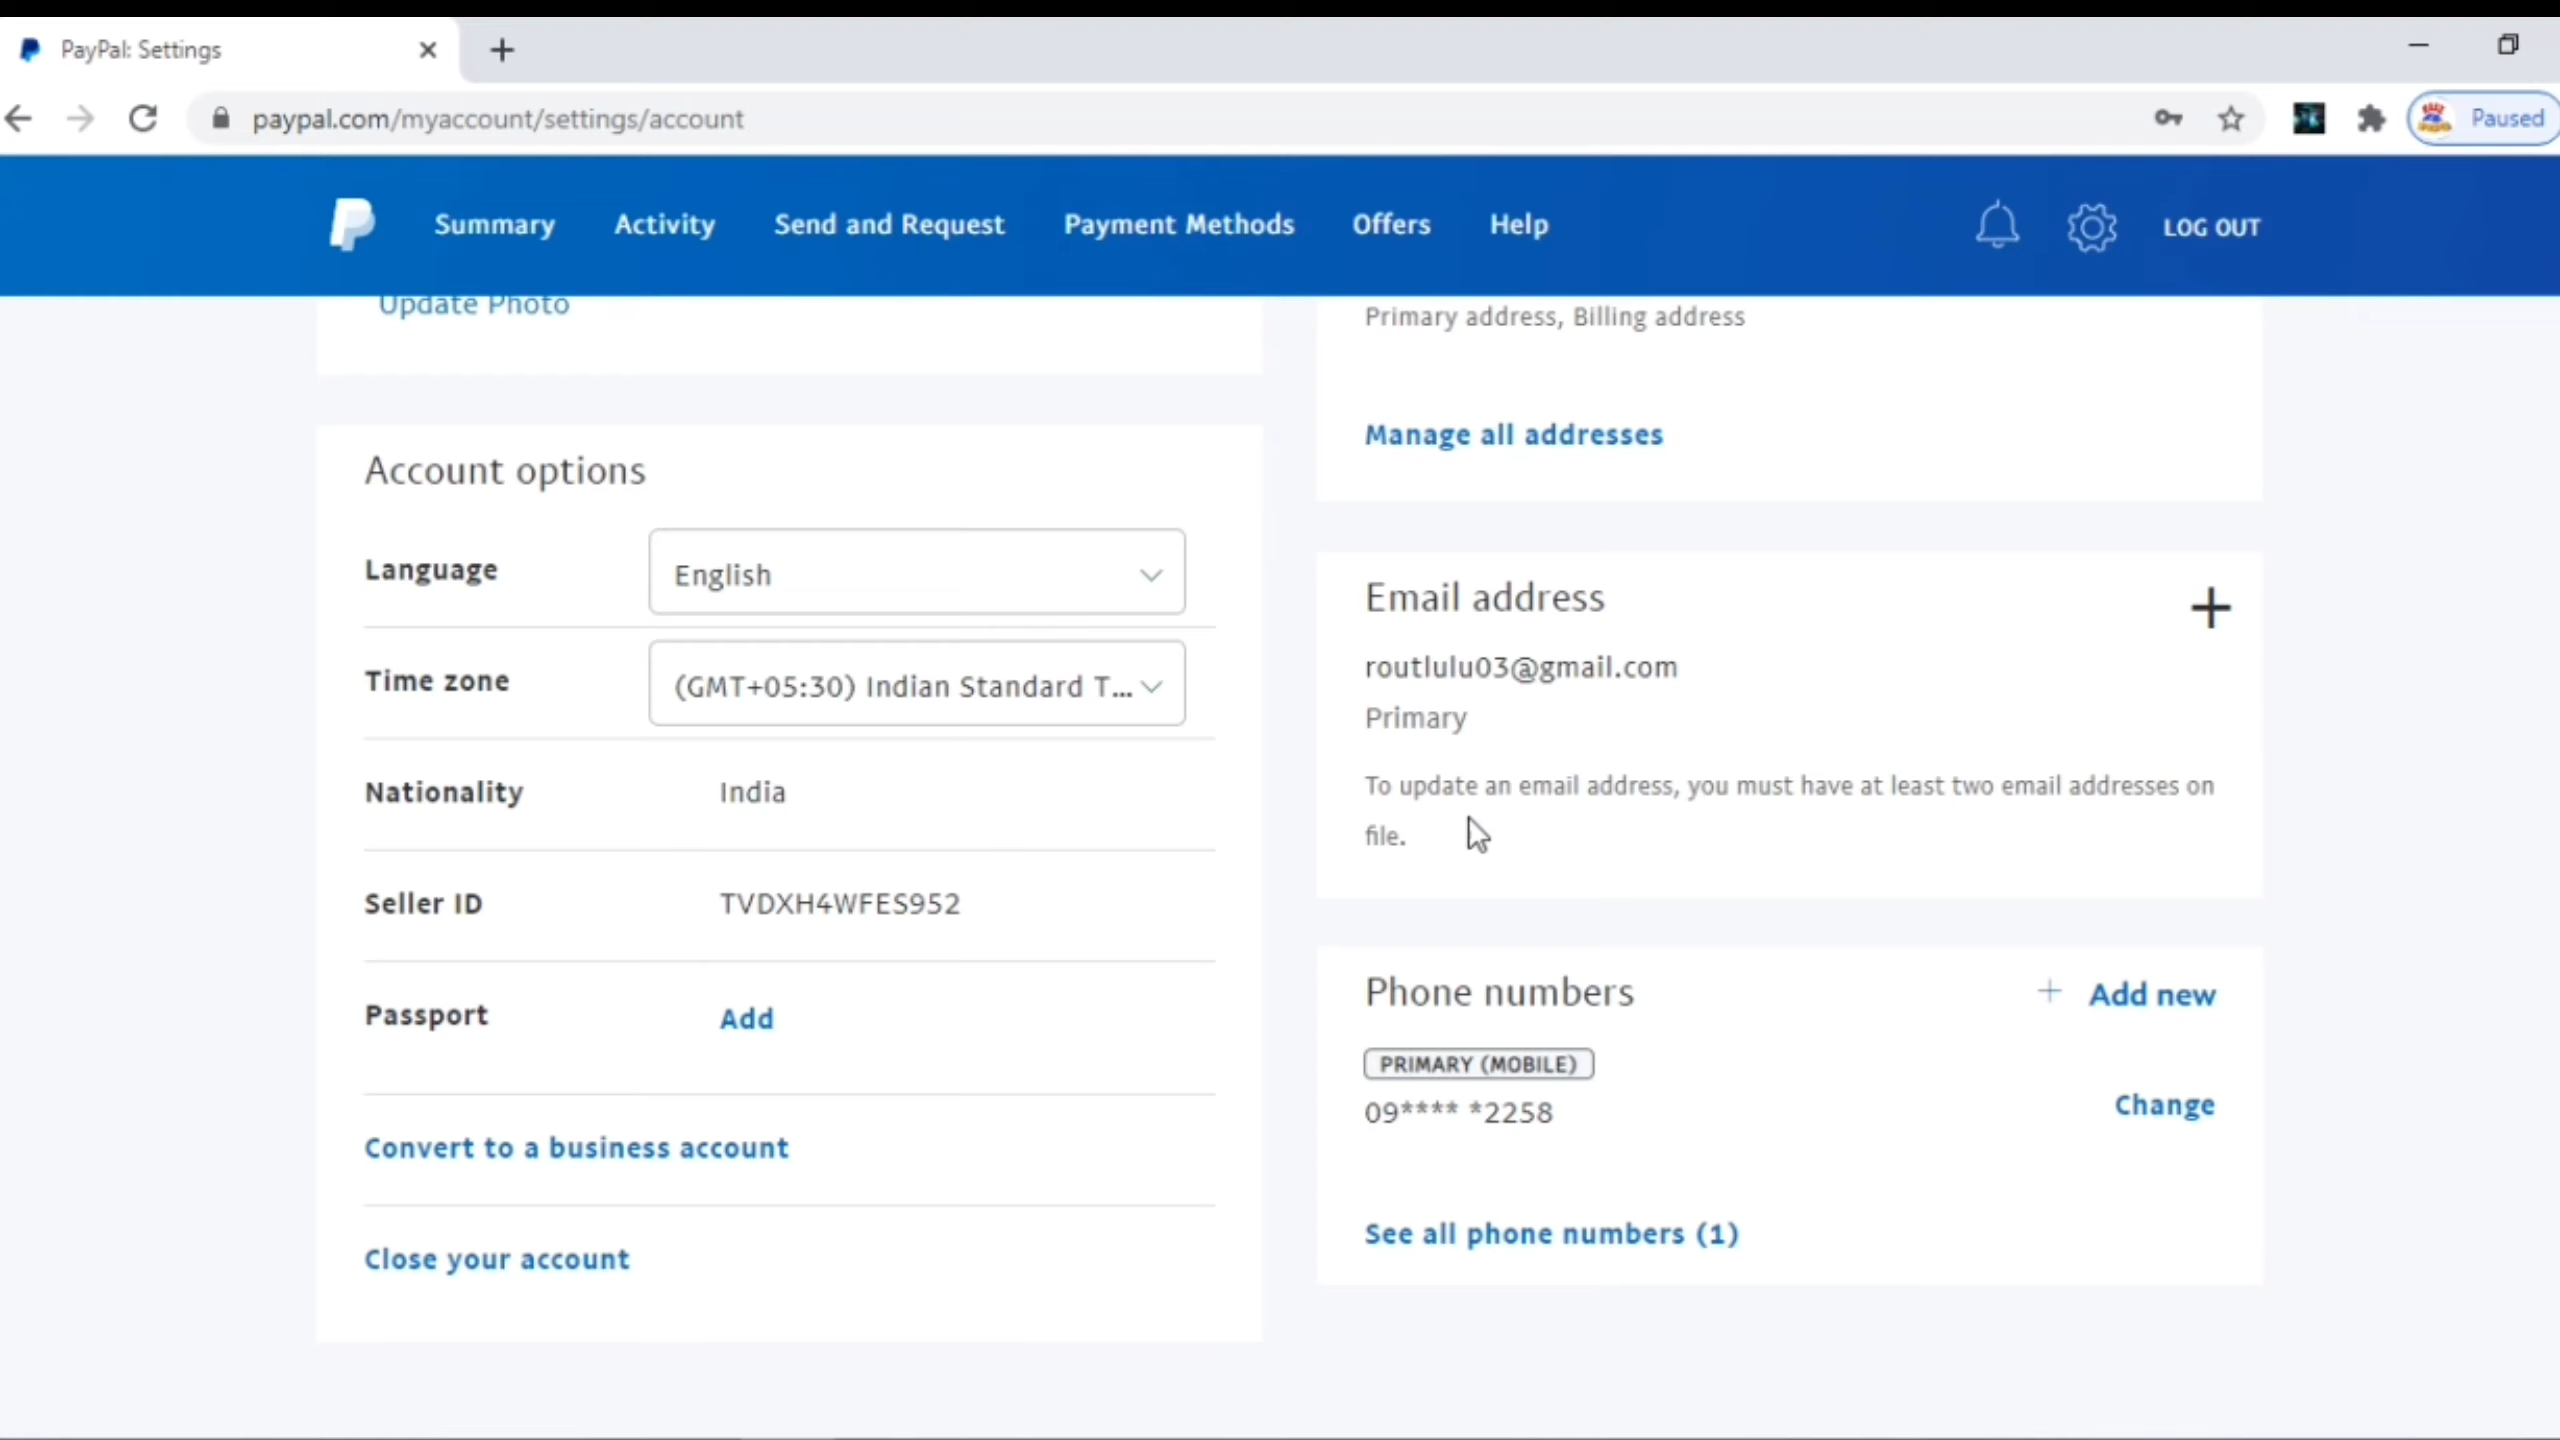 PayPal: Settings
paypal.com/myaccount/settings/account
Paused
Summary
Activity
Send and Request
Payment Methods
Offers
Help
LOG OUT
Update Photo
Account options
Language
English
Time zone
(GMT+05:30) Indian Standard T...
Nationality
India
Seller ID
TVDXH4WFES952
Passport
Add
Convert to a business account
Close your account
Primary address, Billing address
Manage all addresses
Email address
routlulu03@gmail.com
Primary
To update an email address, you must have at least two email addresses on
file.
Phone numbers
Add new
PRIMARY (MOBILE)
09**** *2258
Change
See all phone numbers (1)